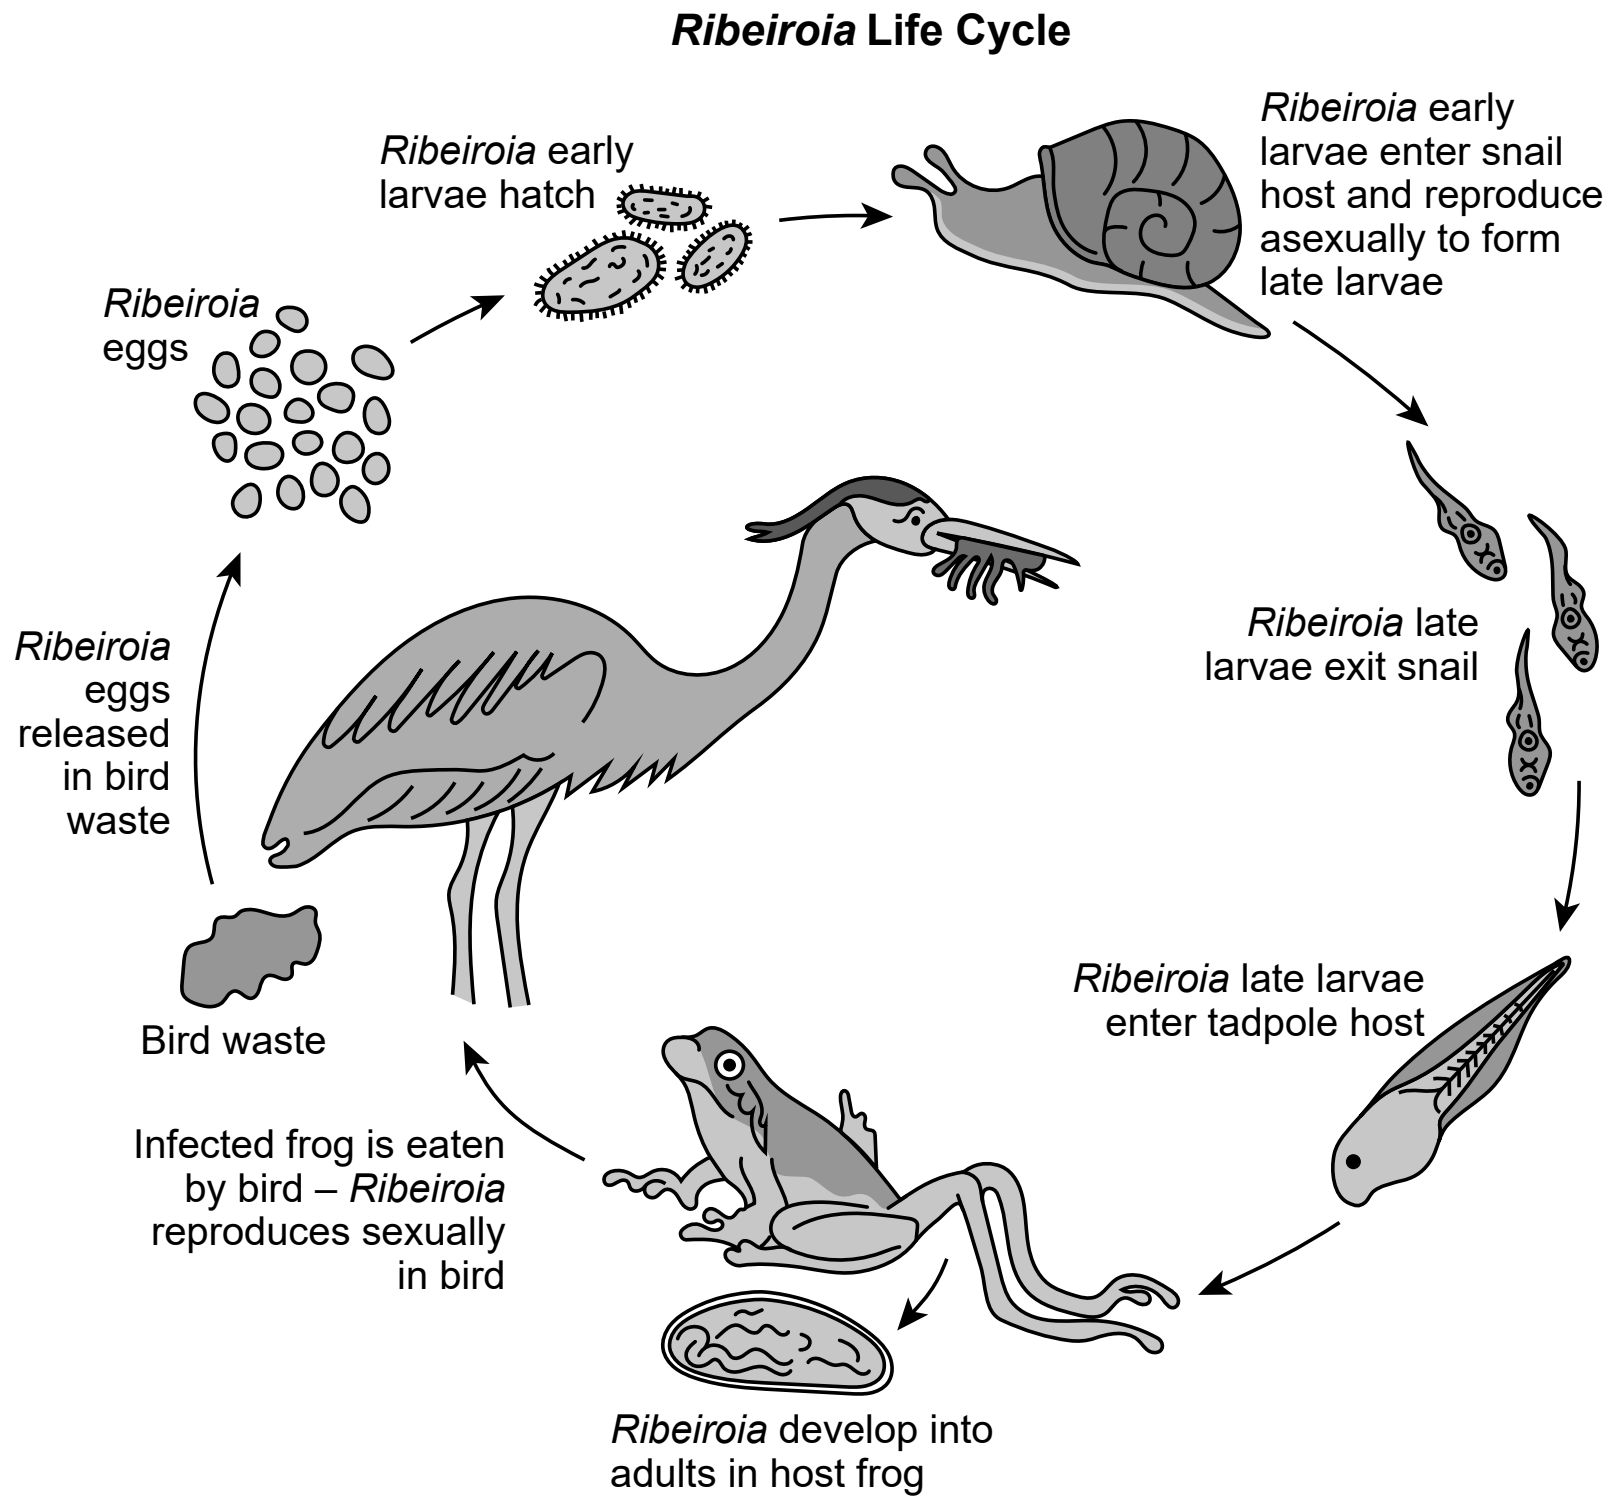 Ribeiroia Life Cycle
Ribeiroia early
larvae hatch
Ribeiroia early
larvae enter snail
host and reproduce
asexually to form
late larvae
Ribeiroia
eggs
Ribeiroia late
larvae exit snail
Ribeiroia
eggs
released
in bird
waste
Ribeiroia late larvae
enter tadpole host
Bird waste
Infected frog is eaten
by bird – Ribeiroia
reproduces sexually
in bird
Ribeiroia develop into
adults in host frog